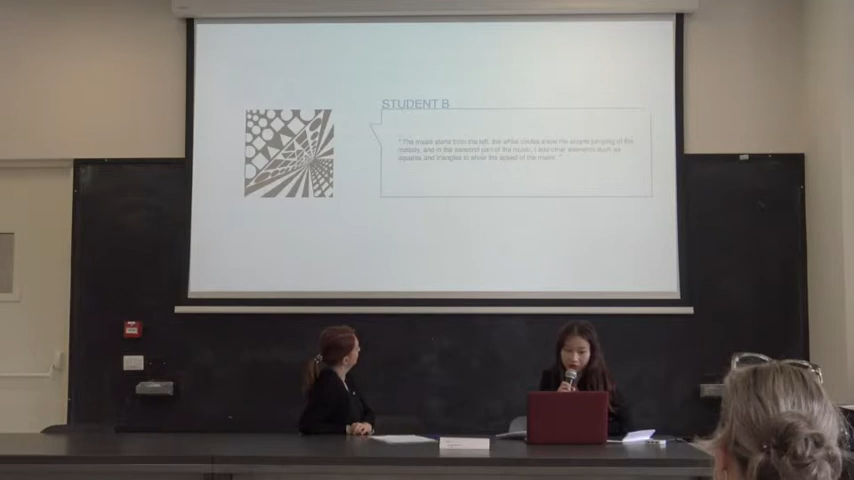 STUDENT B
" The music starts from the left, the white circles show the people jumping of the
melody, and in the second part of the music, I add other elements such as
squares and triangles to show the speed of the music. "